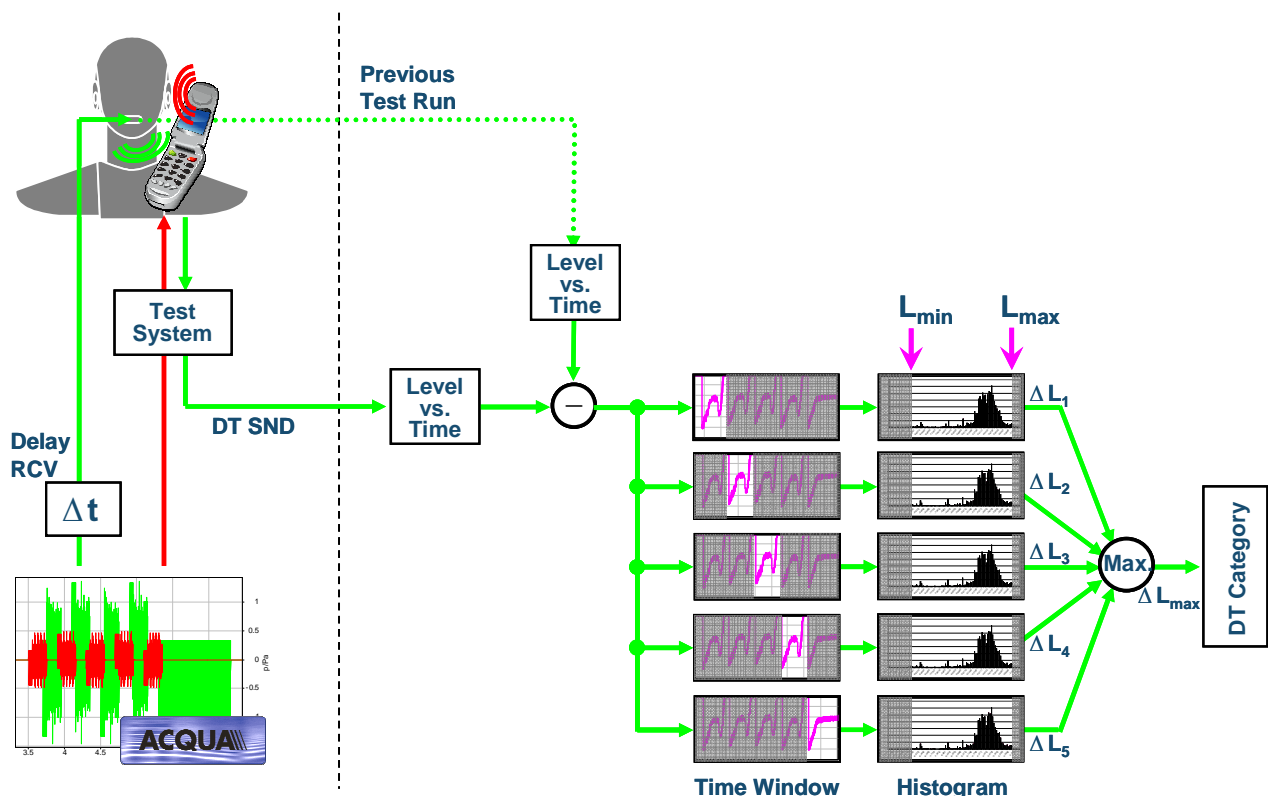 Previous
Test Run
Level
vs.
Time
Test
System
Level
vs.
Time
DT SND
Delay
RCV
Δt
Lmin
Lmax
ΔL1
ΔL2
ΔL3
ΔL4
ΔL5
Max.
ΔLmax
DT Category
1
0.5
0
-0.5
p/Pa
3.5
4
4.5
ACQUA
Time Window
Histogram